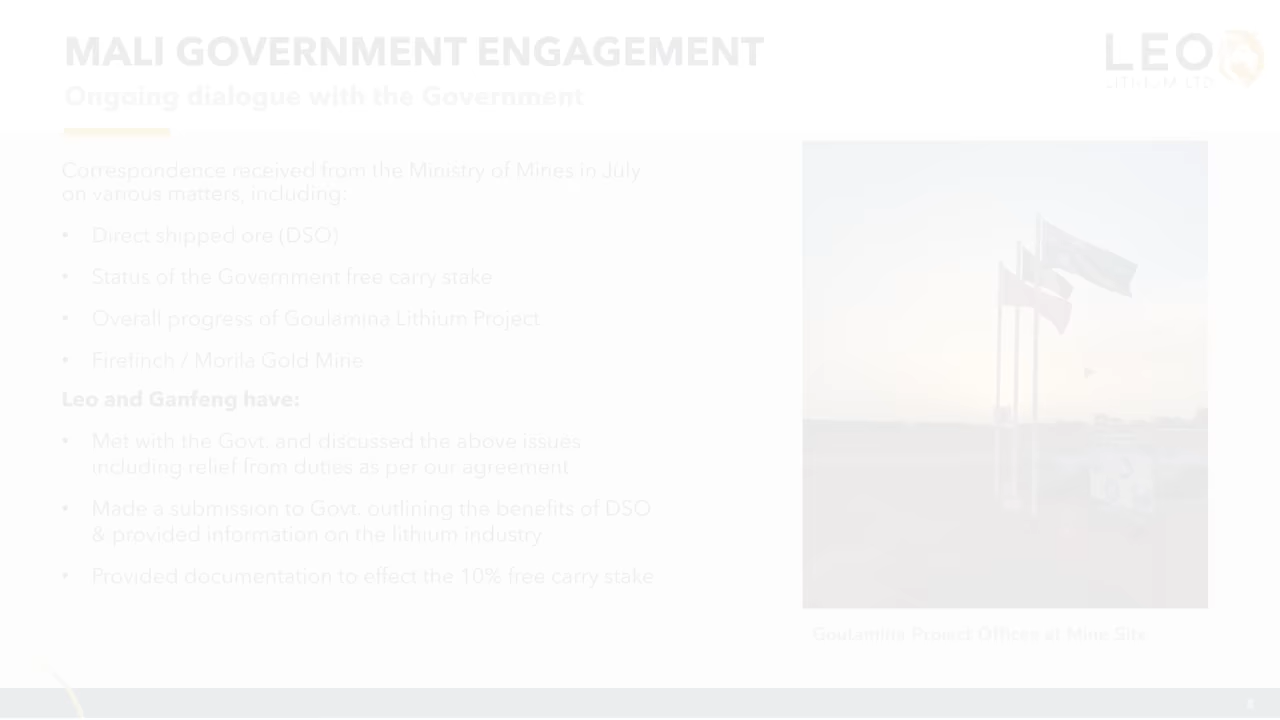 MALI GOVERNMENT ENGAGEMENT
LEO
LITHIUM LTD
Ongoing dialogue with the Government
Correspondence received from the Ministry of Mines in July
on various matters, including:
• Direct shipped ore (DSO)
• Status of the Government free carry stake
• Overall progress of Goulamina Lithium Project
• Firefinch / Morila Gold Mine
Leo and Ganfeng have:
• Met with the Govt. and discussed the above issues
including relief from duties as per our agreement
• Made a submission to Govt. outlining the benefits of DSO
& provided information on the lithium industry
• Provided documentation to effect the 10% free carry stake
Goulamina Project Offices at Mine Site